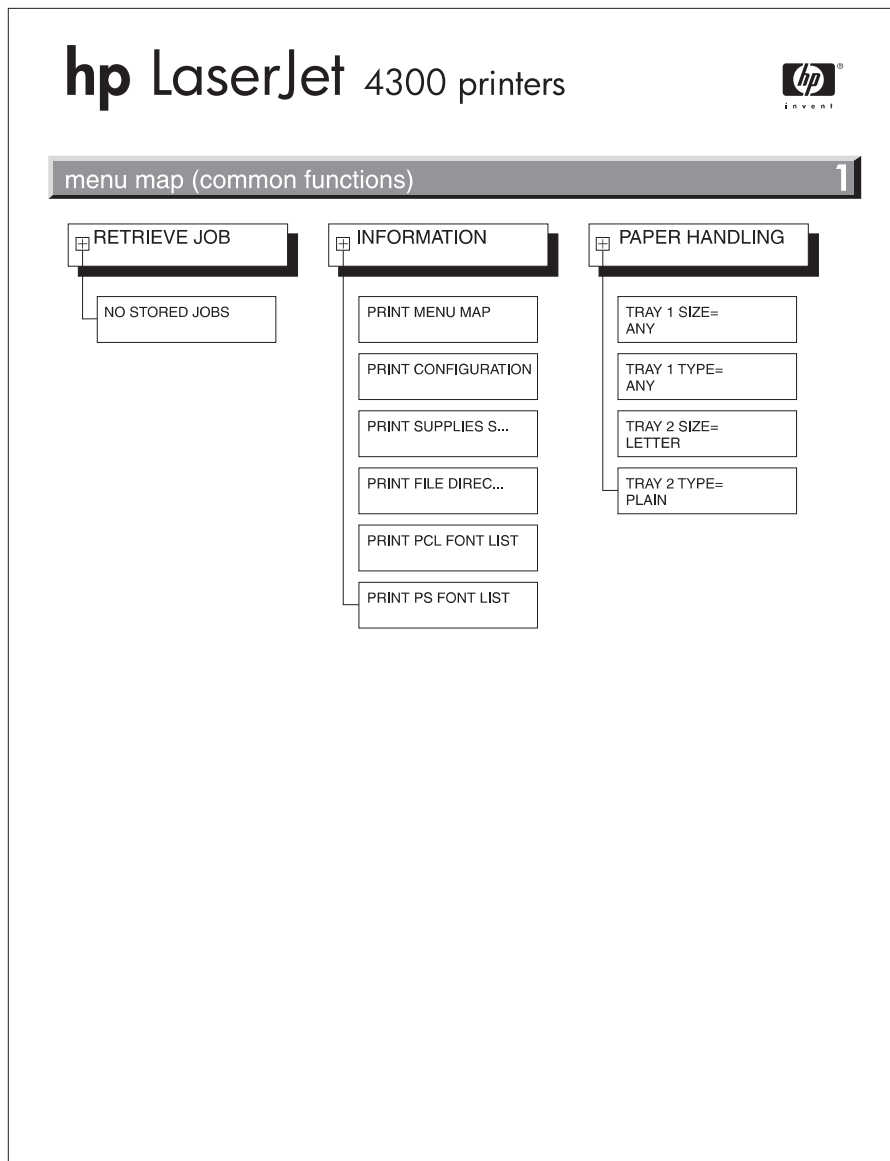 hp LaserJet 4300 printers
hp®
invent
menu map (common functions)
1
RETRIEVE JOB
NO STORED JOBS
INFORMATION
PRINT MENU MAP
PRINT CONFIGURATION
PRINT SUPPLIES S...
PRINT FILE DIREC...
PRINT PCL FONT LIST
PRINT PS FONT LIST
PAPER HANDLING
TRAY 1 SIZE=
ANY
TRAY 1 TYPE=
ANY
TRAY 2 SIZE=
LETTER
TRAY 2 TYPE=
PLAIN